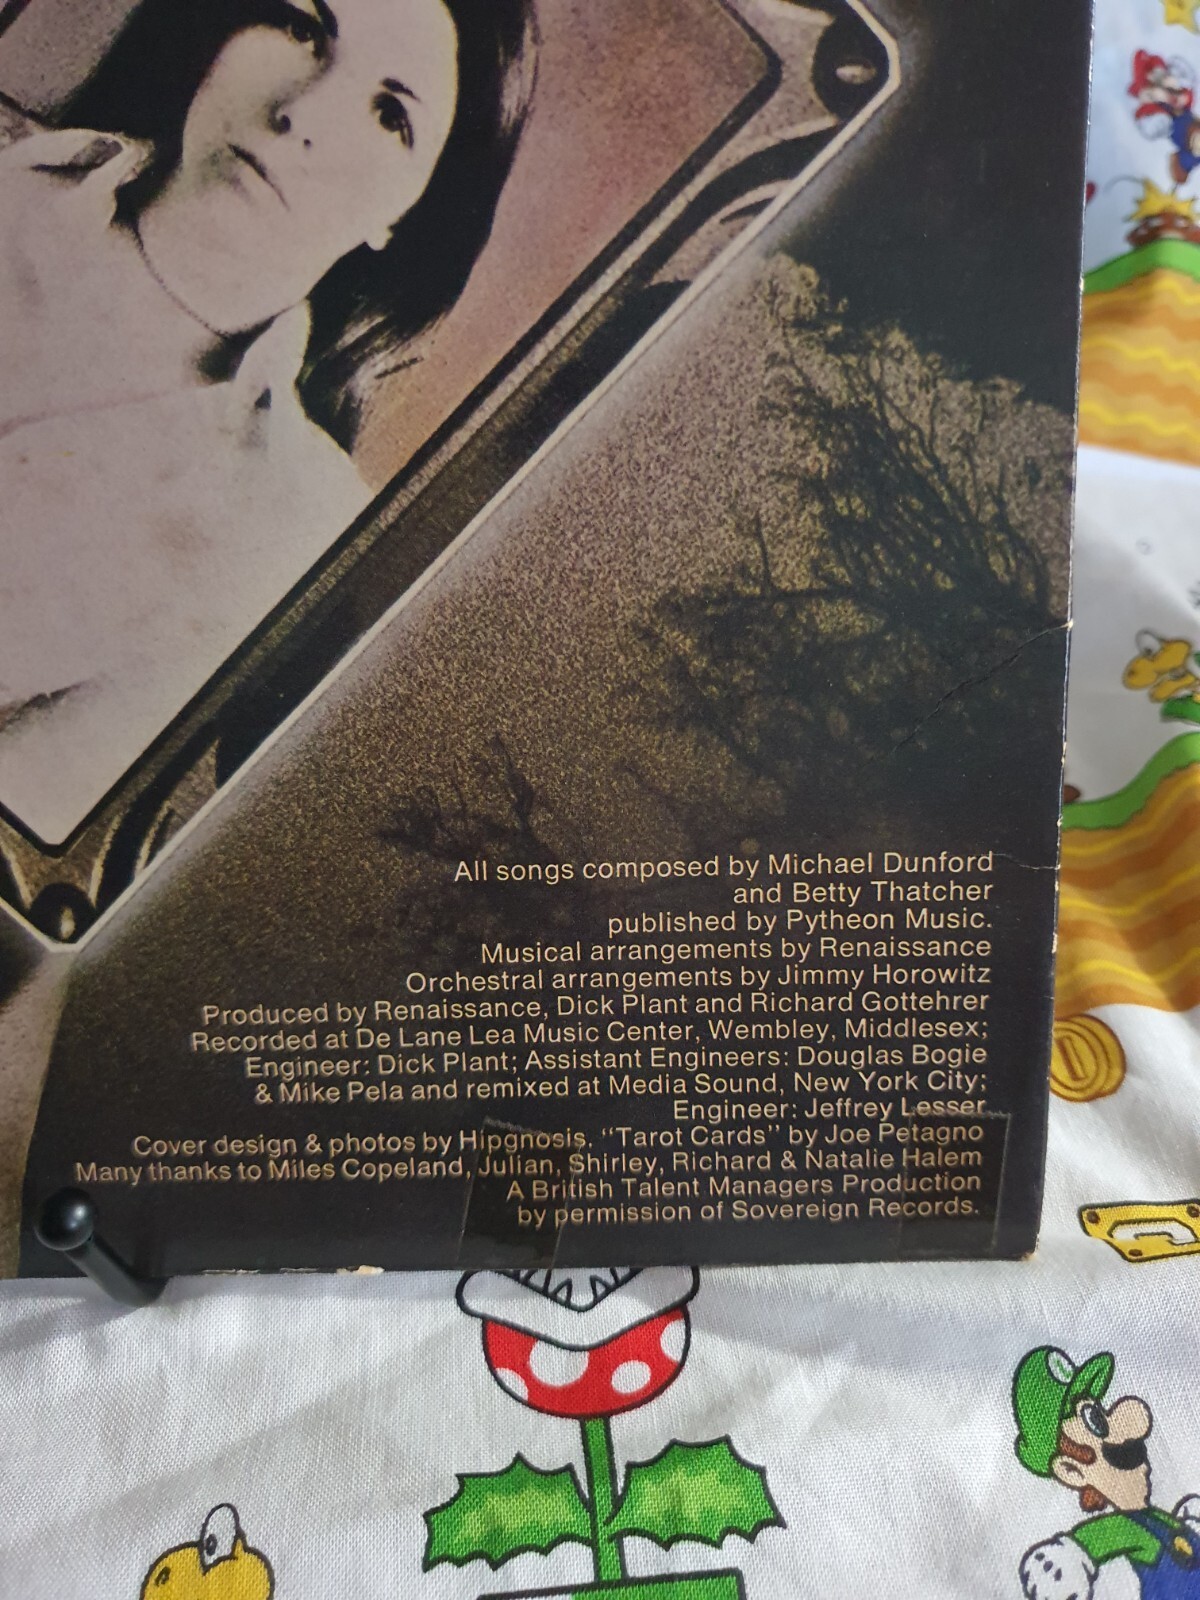 All songs composed by Michael Dunford
and Betty Thatcher
published by Pytheon Music.
Musical arrangements by Renaissance
Orchestral arrangements by Jimmy Horowitz
Produced by Renaissance, Dick Plant and Richard Gottehrer
Recorded at De Lane Lea Music Center, Wembley, Middlesex;
Engineer: Dick Plant; Assistant Engineers: Douglas Bogie
& Mike Pela and remixed at Media Sound, New York City;
Engineer: Jeffrey Lesser.
Cover design & photos by Hipgnosis. "Tarot Cards" by Joe Petagno
Many thanks to Miles Copeland, Julian, Shirley, Richard & Natalie Halem
A British Talent Managers Production
by permission of Sovereign Records.